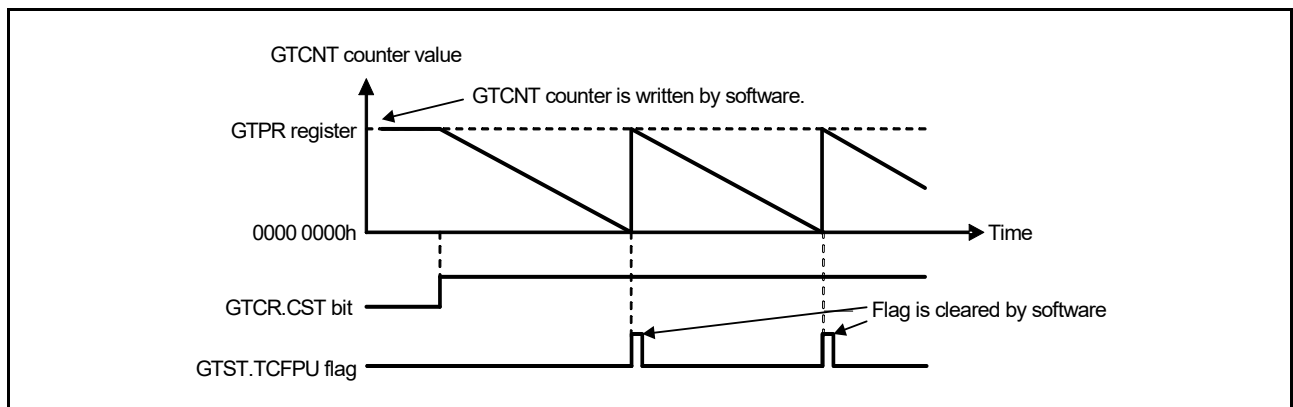 GTCNT counter value
GTCNT counter is written by software.
GTPR register
0000 0000h
Time
GTCR.CST bit
Flag is cleared by software
GTST.TCFPU flag